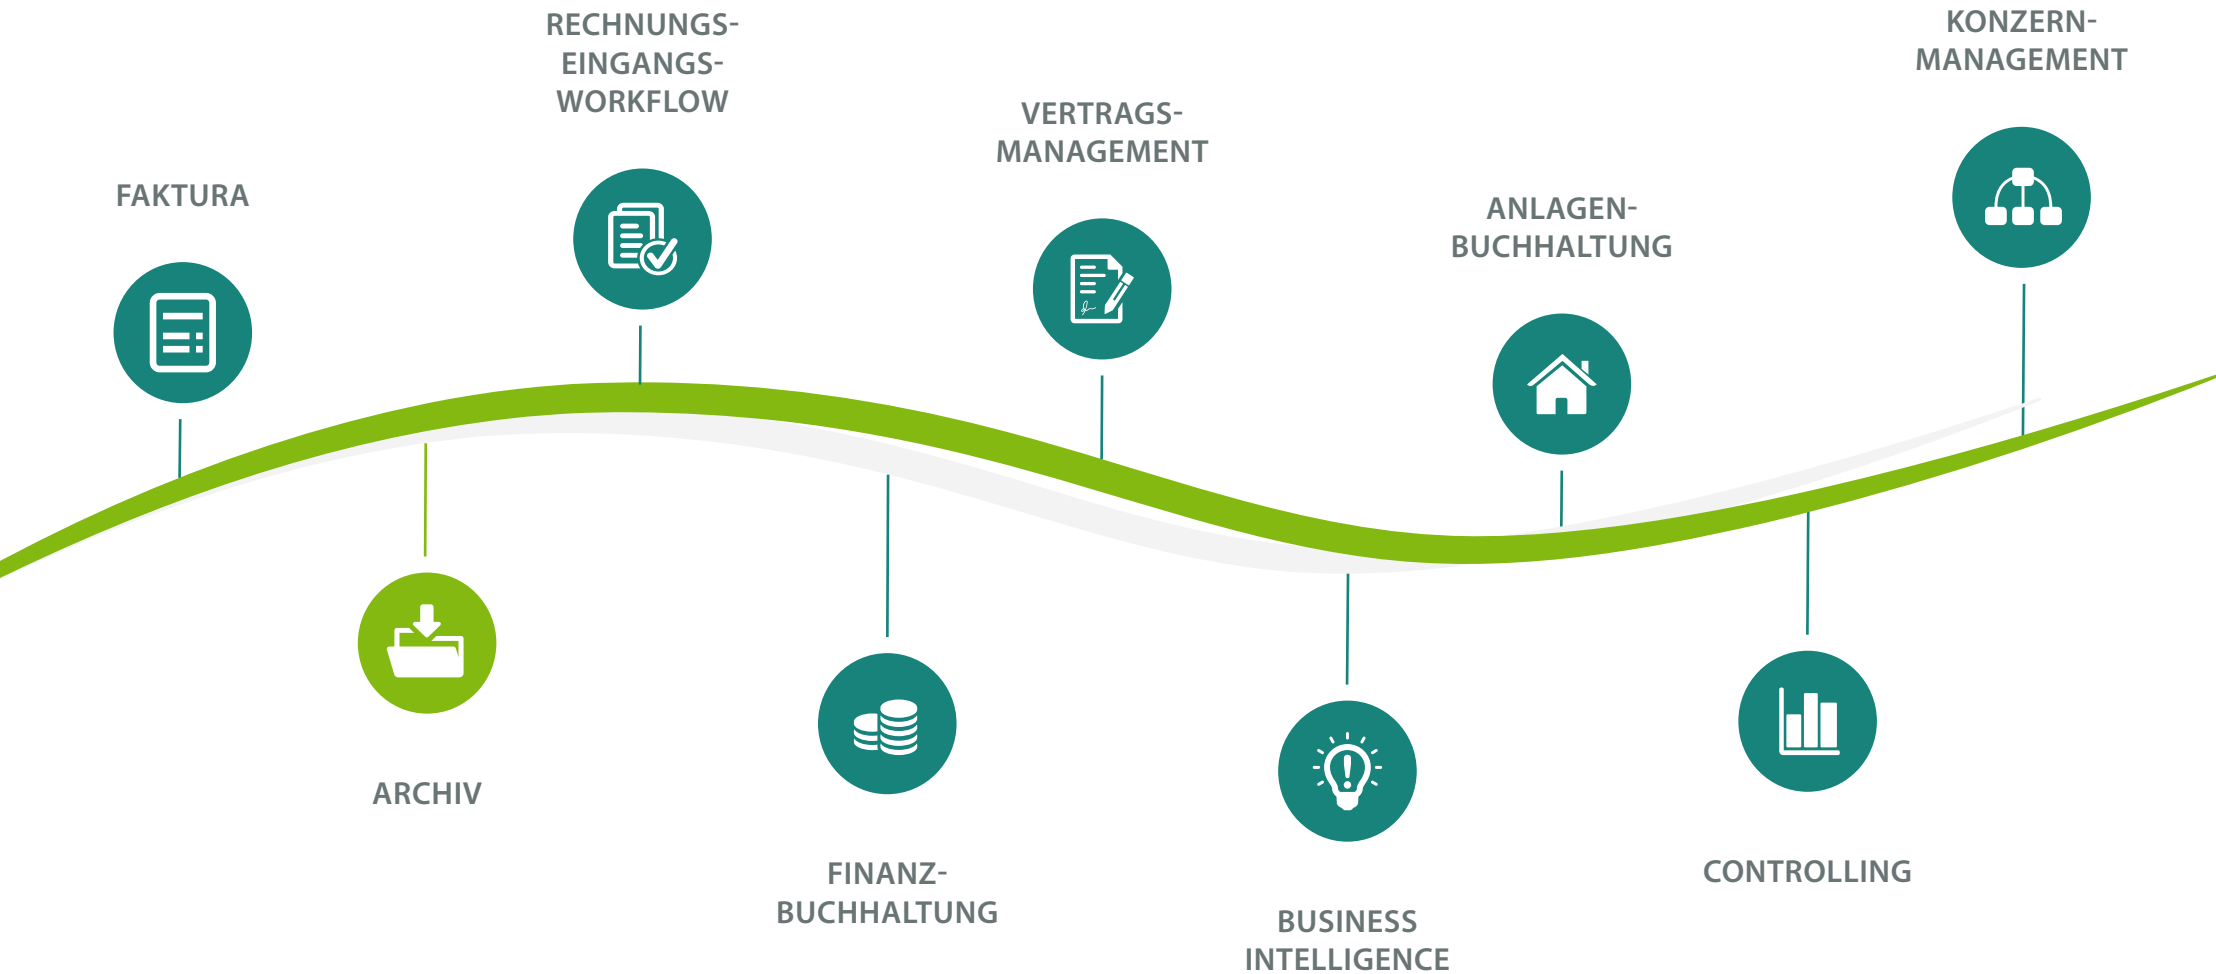 FAKTURA
ARCHIV
RECHNUNGS-
EINGANGS-
WORKFLOW
FINANZ-
BUCHHALTUNG
VERTRAGS-
MANAGEMENT
BUSINESS
INTELLIGENCE
ANLAGEN-
BUCHHALTUNG
CONTROLLING
KONZERN-
MANAGEMENT